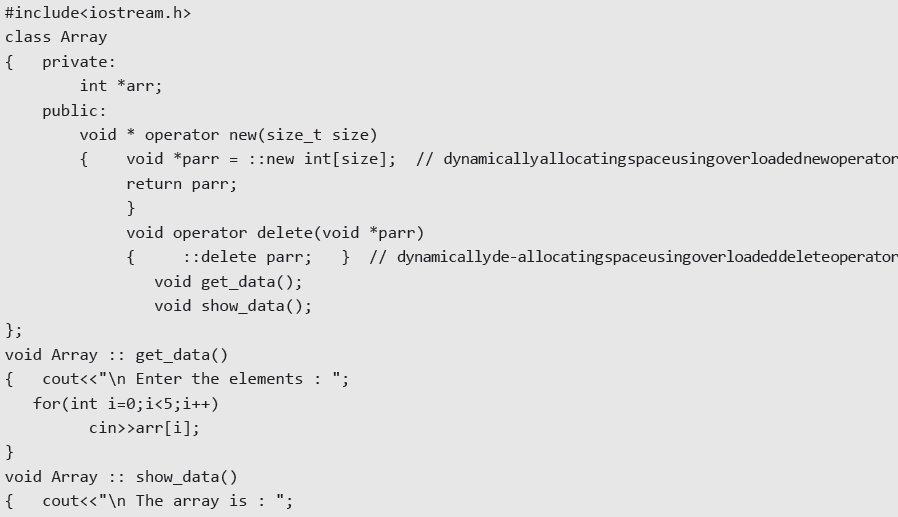 #include<iostream.h>
class Array
{   private:
        int *arr;
    public:
        void * operator new(size_t size)
        {    void *parr = ::new int[size];  // dynamicallyallocatingspaceusingoverloadednewoperator
             return parr;
             }
             void operator delete(void *parr)
             {     ::delete parr;   }  // dynamicallyde-allocatingspaceusingoverloadeddeleteoperator
                void get_data();
                void show_data();
};
void Array :: get_data()
{   cout<<"\n Enter the elements : ";
   for(int i=0;i<5;i++)
         cin>>arr[i];
}
void Array :: show_data()
{   cout<<"\n The array is : ";